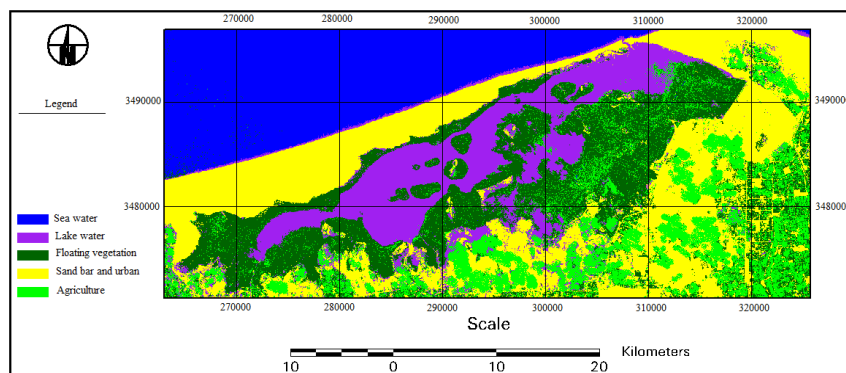 270000 280000 290000 300000 310000 320000
N
Legend
3490000 3490000
3480000 3480000
Sea water
Lake water
Floating vegetation
Sand bar and urban
Agriculture
270000 280000 290000 300000 310000 320000
Scale
Kilometers
10 0 10 20